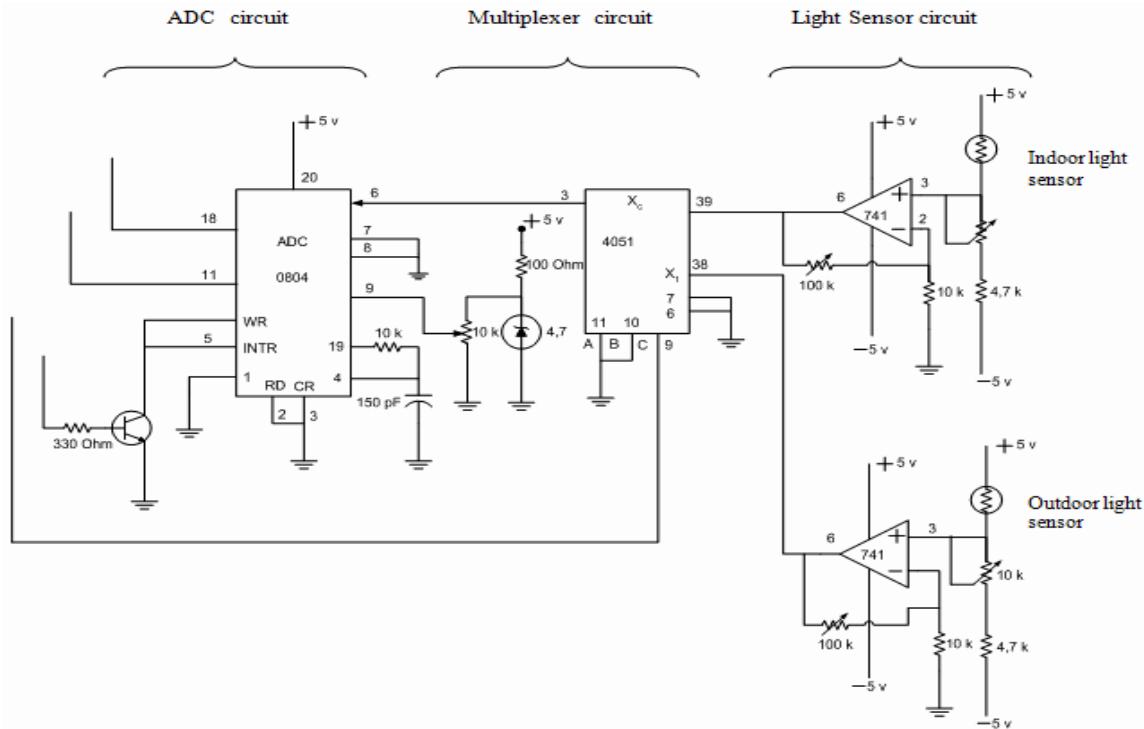 ADC circuit
Multiplexer circuit
Light Sensor circuit
+ 5 v
Indoor light
sensor
+ 5 v
+ 5 v
20
6
3
39
6
+
3
741
2
−
18
ADC
0804
7
8
+ 5 v
100 Ohm
Xc
4051
38
X1
100 k
10 k
4,7 k
11
9
10 k
4,7
7
6
−5 v
−5 v
WR
5
INTR
10 k
19
11
10
A
B
C
9
1
RD
CR
4
150 pF
2
3
330 Ohm
+ 5 v
+ 5 v
Outdoor light
sensor
6
+
3
741
−
10 k
100 k
10 k
4,7 k
−5 v
−5 v